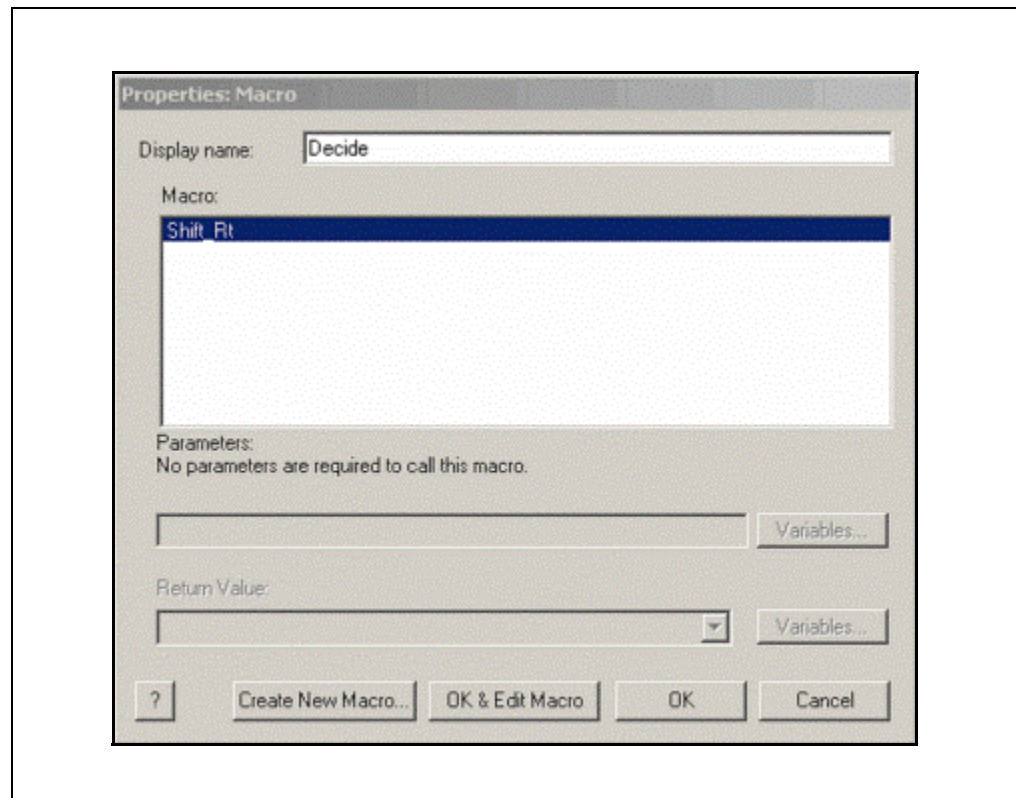 Properties: Macro
Display name: Decide
Macro:
Shift_Rt
Parameters:
No parameters are required to call this macro.
Variables...
Return Value:
Variables...
? Create New Macro... OK & Edit Macro OK Cancel